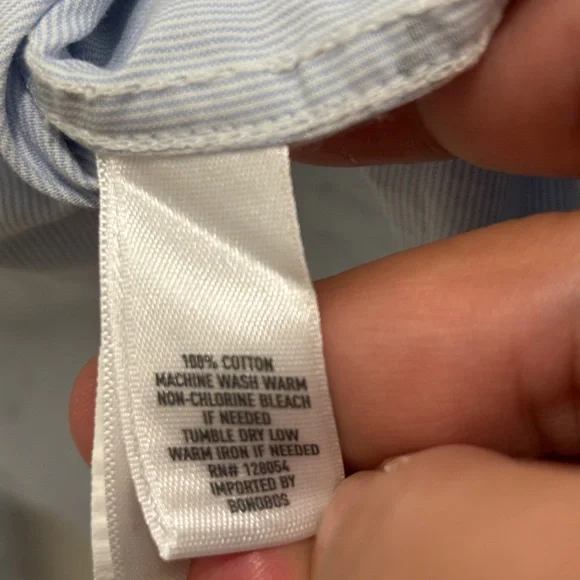 100% COTTON
MACHINE WASH WARM
NON-CHLORINE BLEACH
IF NEEDED
TUMBLE DRY LOW
WARM IRON IF NEEDED
RN# 128054
IMPORTED BY
BONOBOS